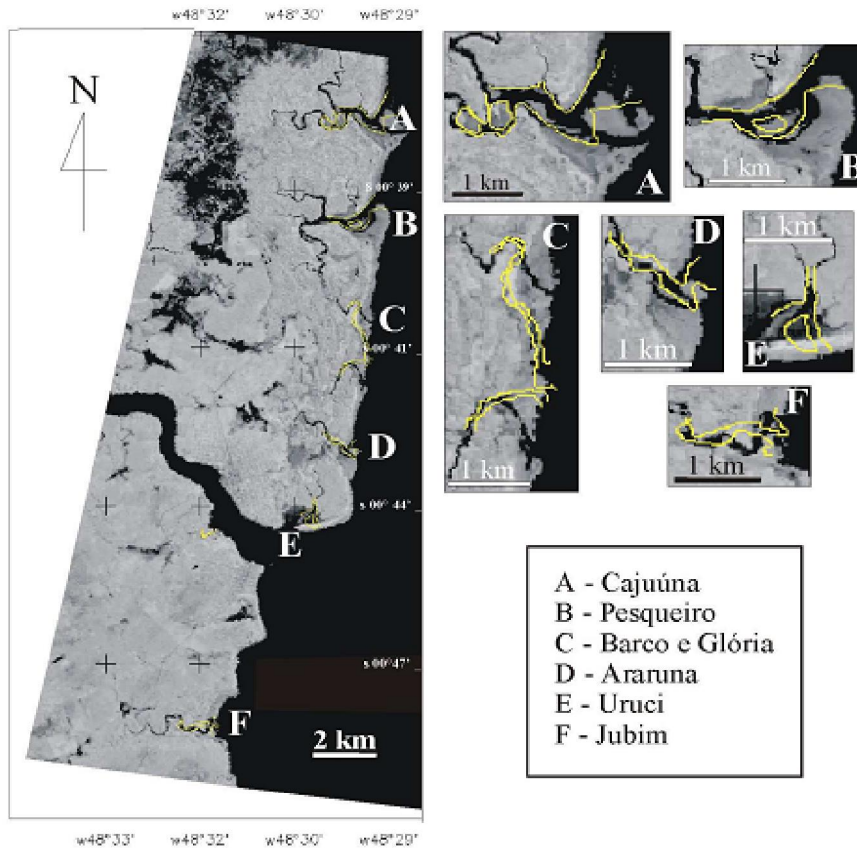 w48°32' w48°30' w48°29'
N
A
S 00° 39'
B
C
s 00° 41'
D
s 00° 44'
E
s 00°47'
F
2 km
w48°33' w48°32' w48°30' w48°29'
1 km
A
1 km
B
C
1 km
D
1 km
1 km
E
F
1 km
A - Cajuúna
B - Pesqueiro
C - Barco e Glória
D - Araruna
E - Uruci
F - Jubim